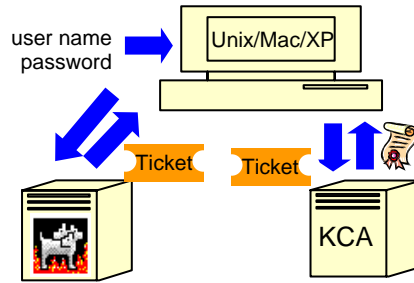 user name
password
Unix/Mac/XP
Ticket
Ticket
KCA